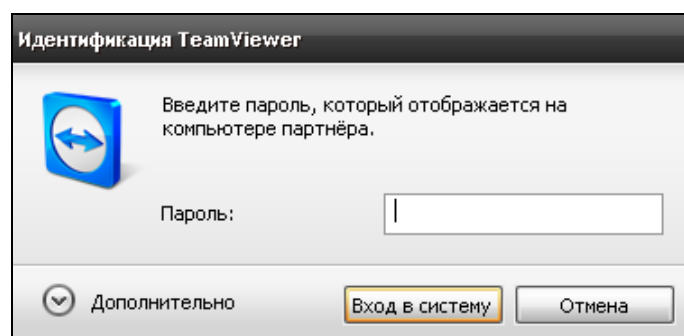 Идентификация TeamViewer
Введите пароль, который отображается на
компьютере партнёра.
Пароль:
Дополнительно
Вход в систему
Отмена